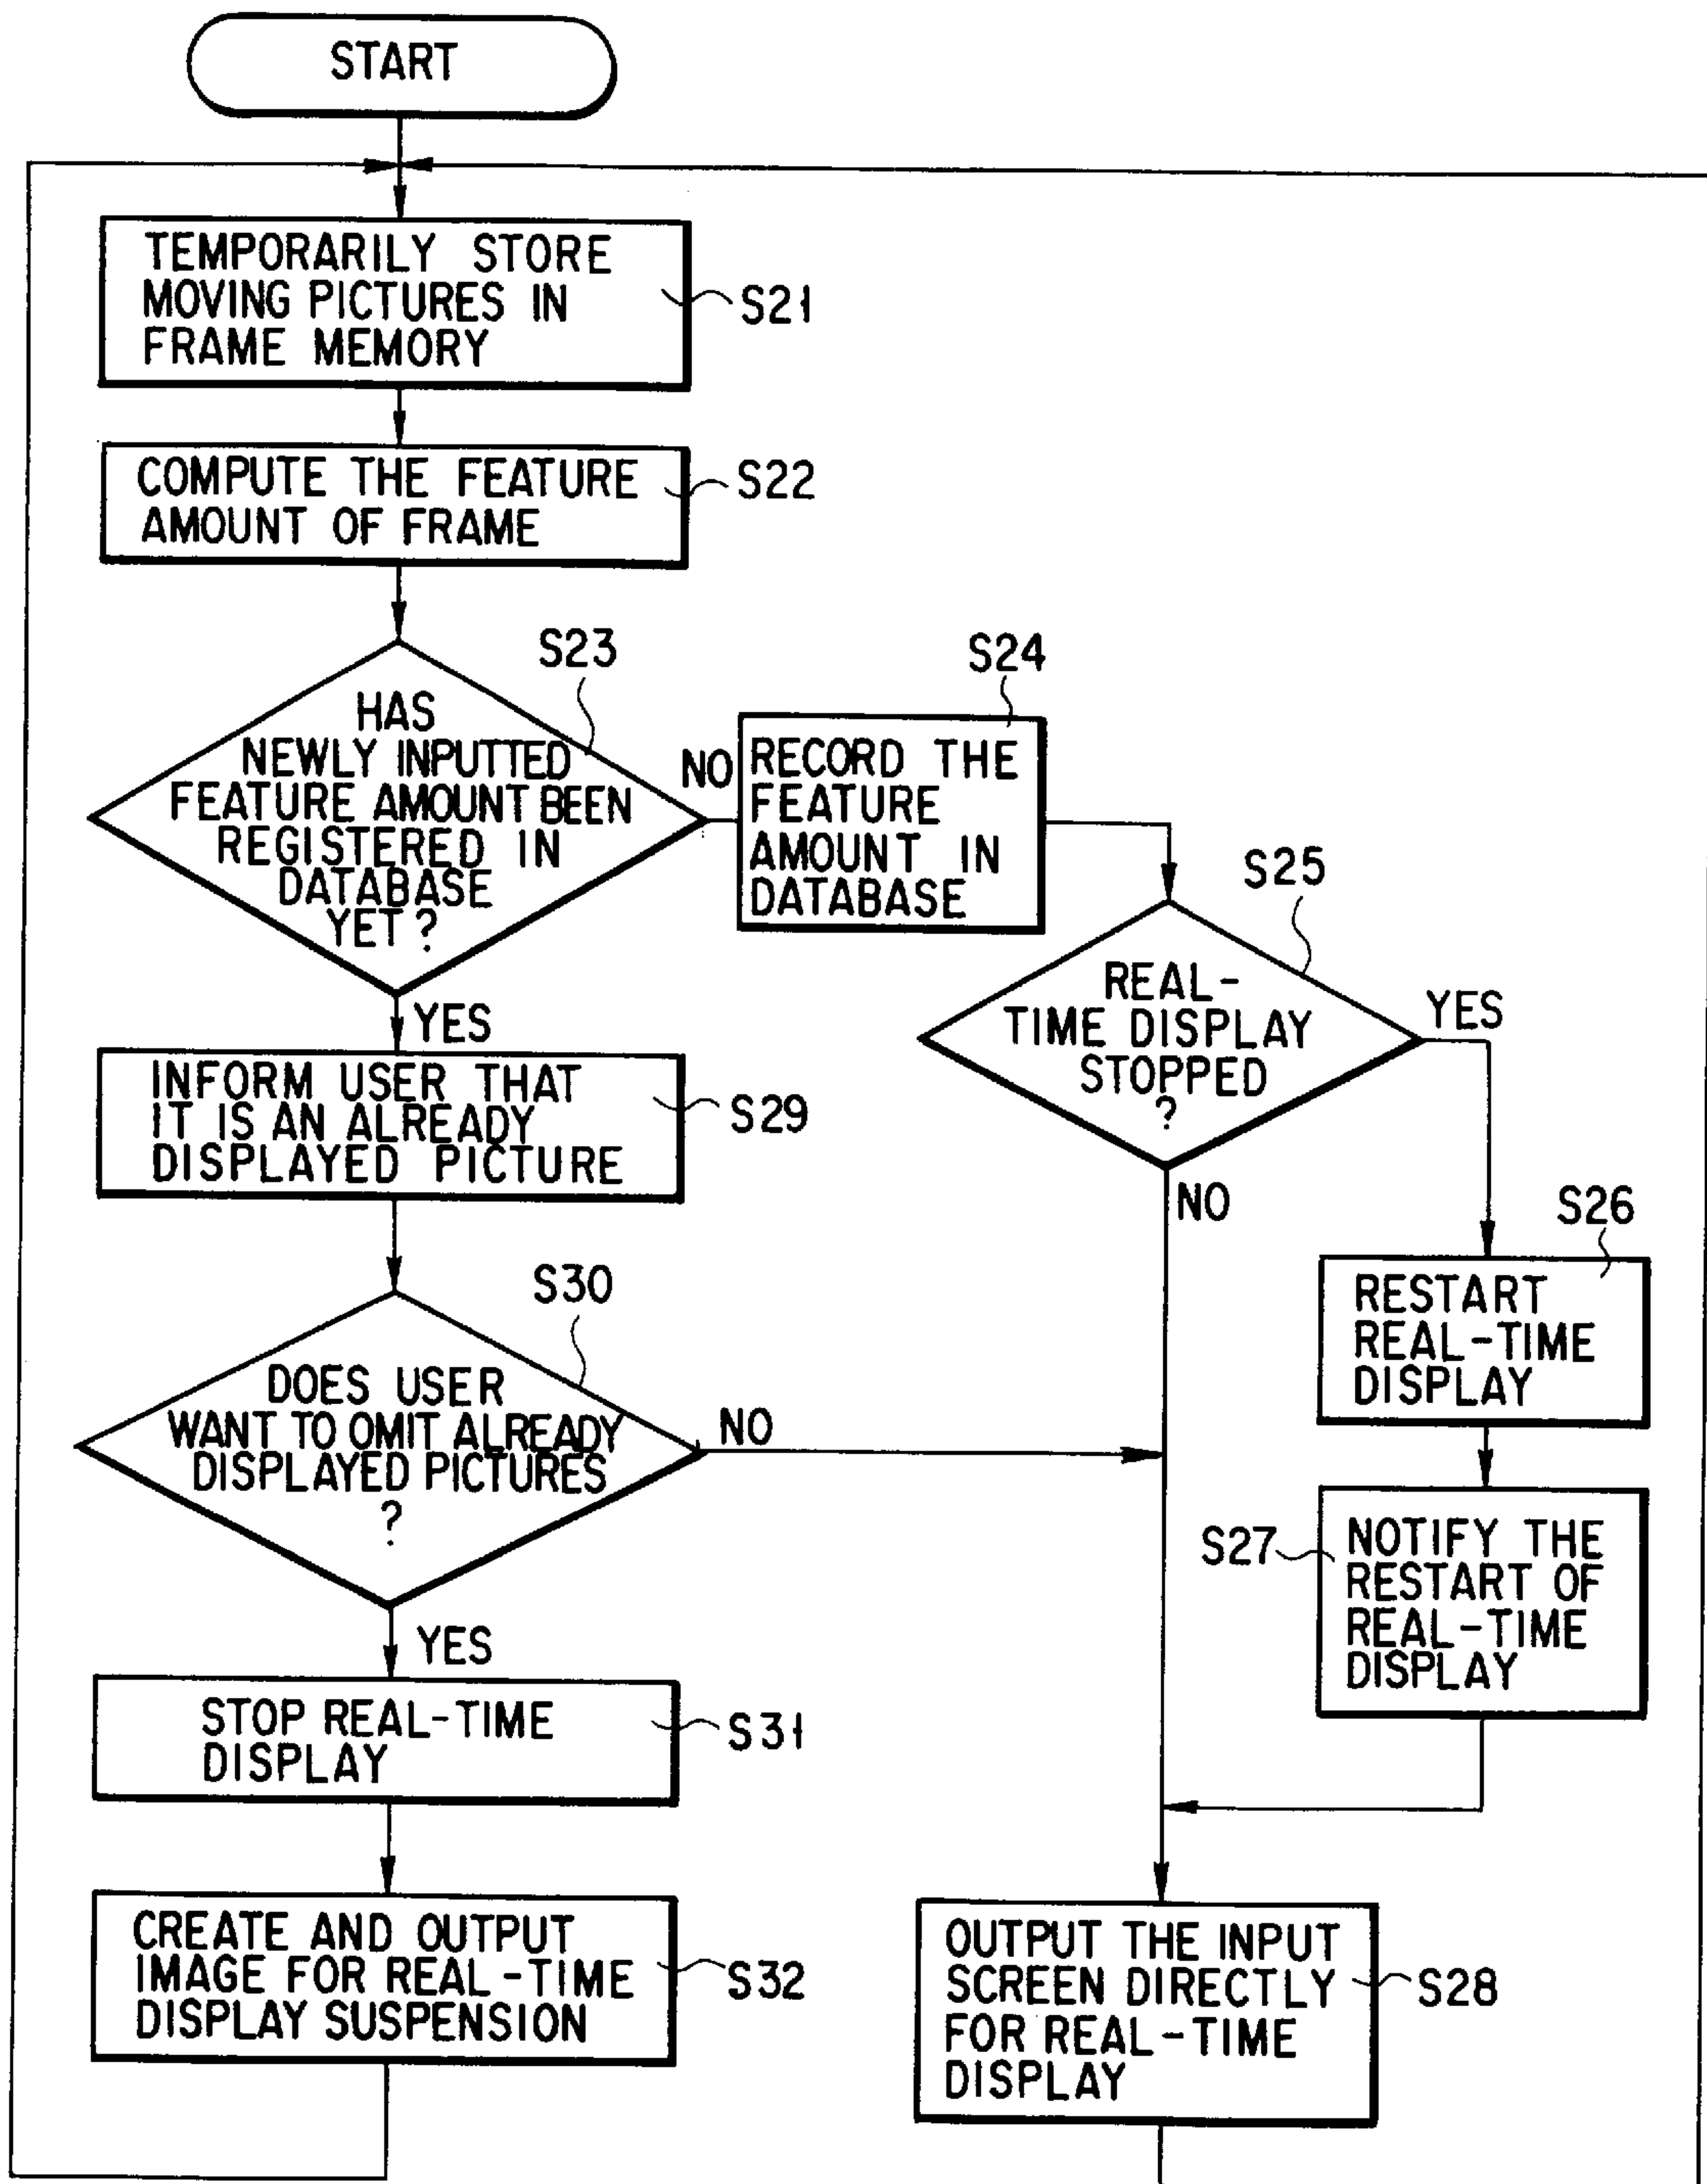 START
TEMPORARILY STORE
MOVING PICTURES IN
FRAME MEMORY
S21
COMPUTE THE FEATURE
AMOUNT OF FRAME
S22
S23
HAS
NEWLY INPUTTED
FEATURE AMOUNT BEEN
REGISTERED IN
DATABASE
YET?
NO
S24
RECORD THE
FEATURE
AMOUNT IN
DATABASE
S25
REAL-
TIME DISPLAY
STOPPED
?
YES
NO
S26
RESTART
REAL-TIME
DISPLAY
S27
NOTIFY THE
RESTART OF
REAL-TIME
DISPLAY
YES
INFORM USER THAT
IT IS AN ALREADY
DISPLAYED PICTURE
S29
S30
DOES USER
WANT TO OMIT ALREADY
DISPLAYED PICTURES
?
NO
YES
STOP REAL-TIME
DISPLAY
S31
CREATE AND OUTPUT
IMAGE FOR REAL-TIME
DISPLAY SUSPENSION
S32
OUTPUT THE INPUT
SCREEN DIRECTLY
FOR REAL-TIME
DISPLAY
S28